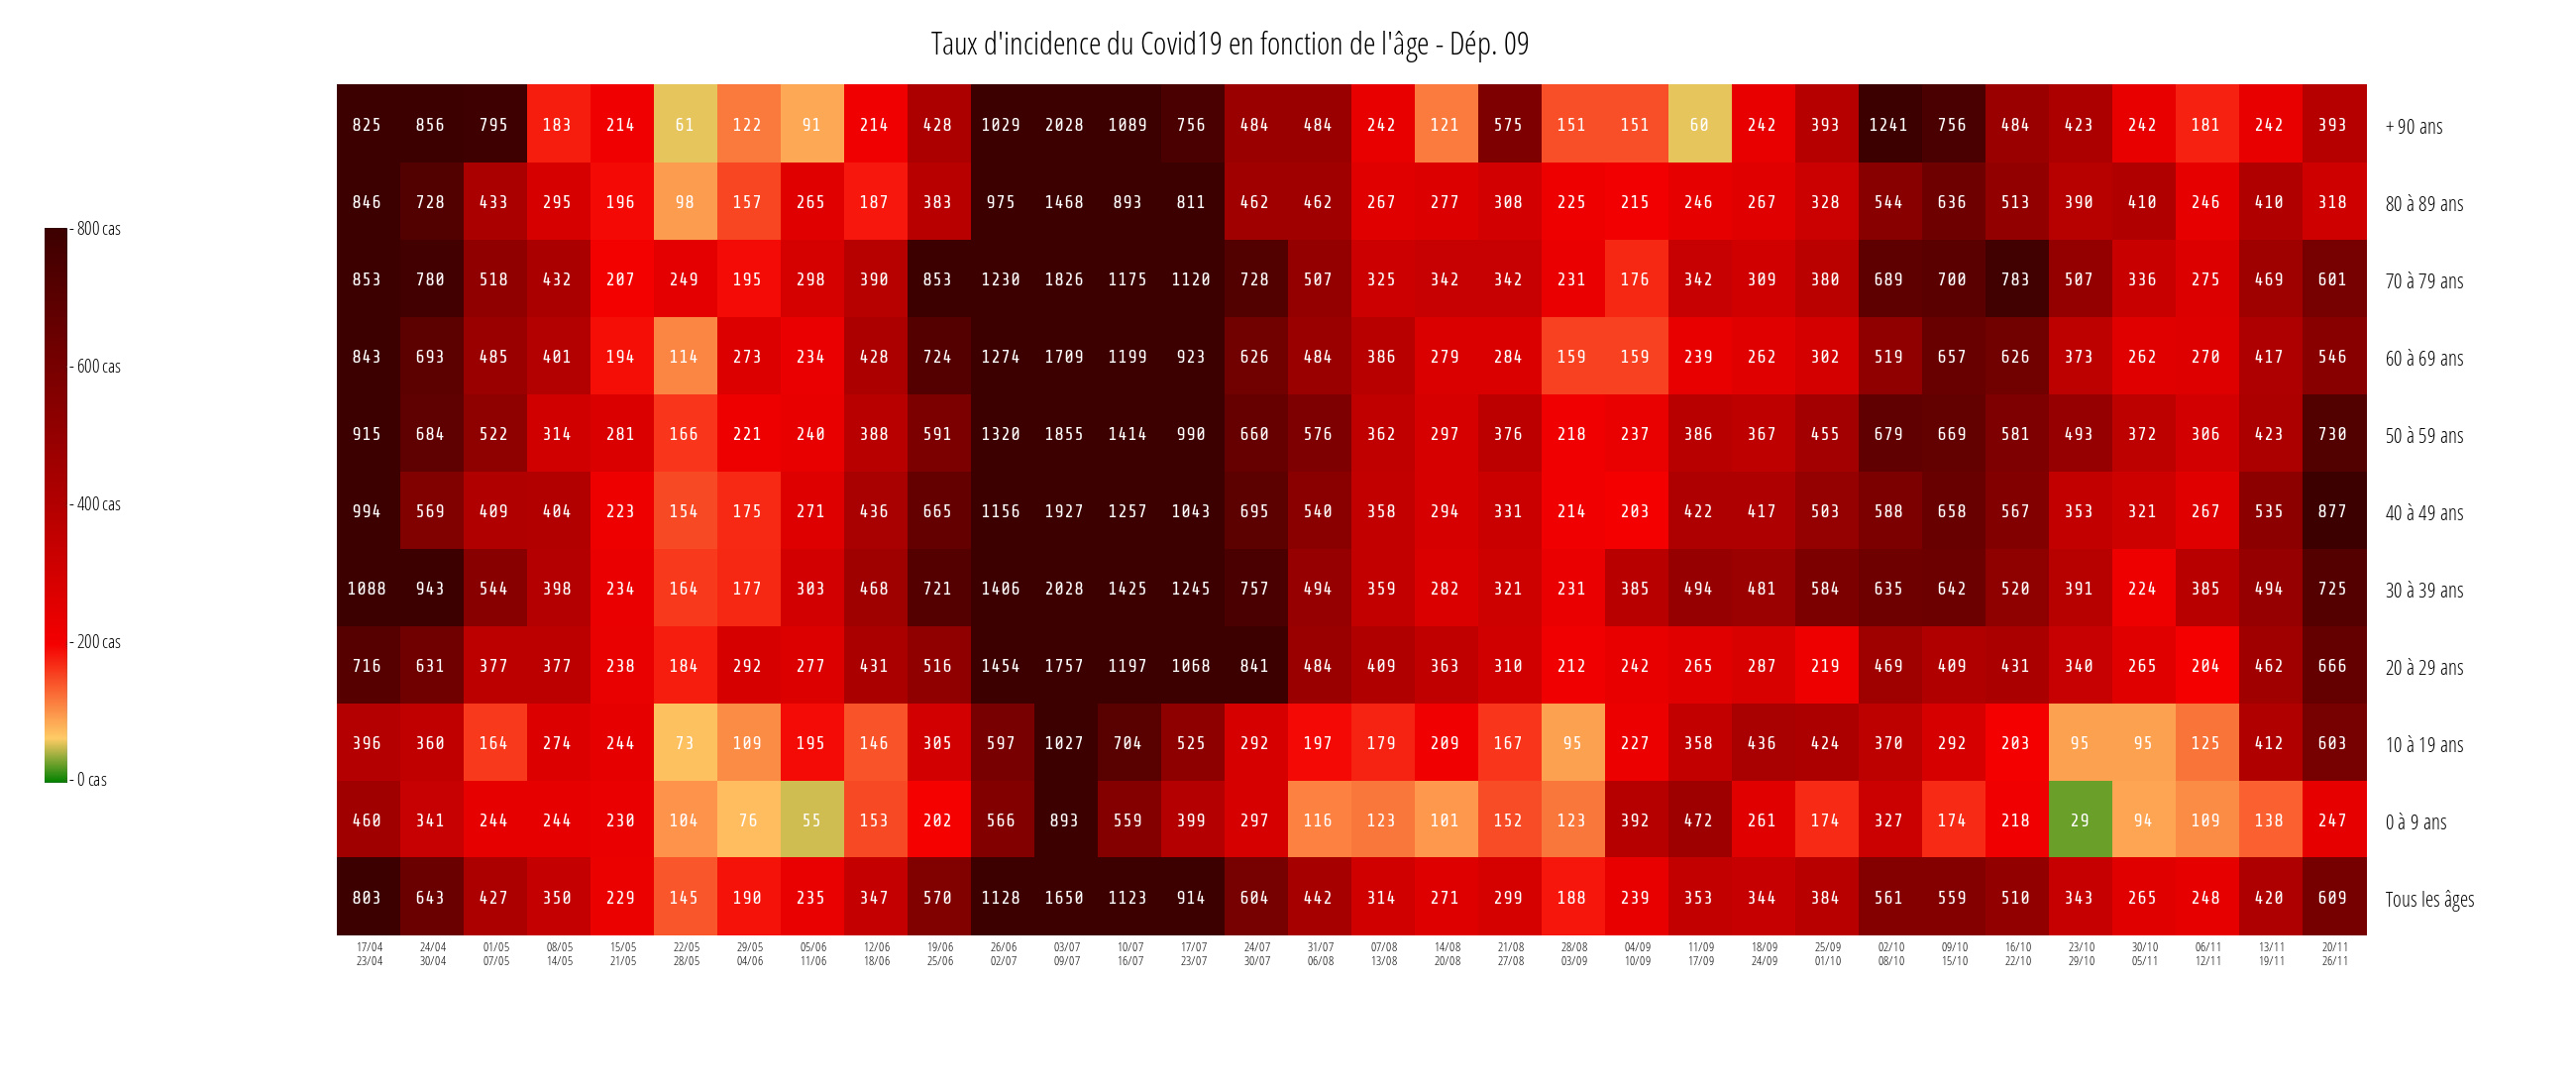 Taux d'incidence du Covid19 en fonction de l'âge - Dép. 09
- 800 cas
- 600 cas
- 400 cas
- 200 cas
- 0 cas
825 856 795 183 214 61 122 91 214 428 1029 2028 1089 756 484 484 242 121 575 151 151 60 242 393 1241 756 484 423 242 181 242 393 + 90 ans
846 728 433 295 196 98 157 265 187 383 975 1468 893 811 462 462 267 277 308 225 215 246 267 328 544 636 513 390 410 246 410 318 80 à 89 ans
853 780 518 432 207 249 195 298 390 853 1230 1826 1175 1120 728 507 325 342 342 231 176 342 309 380 689 700 783 507 336 275 469 601 70 à 79 ans
843 693 485 401 194 114 273 234 428 724 1274 1709 1199 923 626 484 386 279 284 159 159 239 262 302 519 657 626 373 262 270 417 546 60 à 69 ans
915 684 522 314 281 166 221 240 388 591 1320 1855 1414 990 660 576 362 297 376 218 237 386 367 455 679 669 581 493 372 306 423 730 50 à 59 ans
994 569 409 404 223 154 175 271 436 665 1156 1927 1257 1043 695 540 358 294 331 214 203 422 417 503 588 658 567 353 321 267 535 877 40 à 49 ans
1088 943 544 398 234 164 177 303 468 721 1406 2028 1425 1245 757 494 359 282 321 231 385 494 481 584 635 642 520 391 224 385 494 725 30 à 39 ans
716 631 377 377 238 184 292 277 431 516 1454 1757 1197 1068 841 484 409 363 310 212 242 265 287 219 469 409 431 340 265 204 462 666 20 à 29 ans
396 360 164 274 244 73 109 195 146 305 597 1027 704 525 292 197 179 209 167 95 227 358 436 424 370 292 203 95 95 125 412 603 10 à 19 ans
460 341 244 244 230 104 76 55 153 202 566 893 559 399 297 116 123 101 152 123 392 472 261 174 327 174 218 29 94 109 138 247 0 à 9 ans
803 643 427 350 229 145 190 235 347 570 1128 1650 1123 914 604 442 314 271 299 188 239 353 344 384 561 559 510 343 265 248 420 609 Tous les âges
17/04 24/04 01/05 08/05 15/05 22/05 29/05 05/06 12/06 19/06 26/06 03/07 10/07 17/07 24/07 31/07 07/08 14/08 21/08 28/08 04/09 11/09 18/09 25/09 02/10 09/10 16/10 23/10 30/10 06/11 13/11 20/11
23/04 30/04 07/05 14/05 21/05 28/05 04/06 11/06 18/06 25/06 02/07 09/07 16/07 23/07 30/07 06/08 13/08 20/08 27/08 03/09 10/09 17/09 24/09 01/10 08/10 15/10 22/10 29/10 05/11 12/11 19/11 26/11